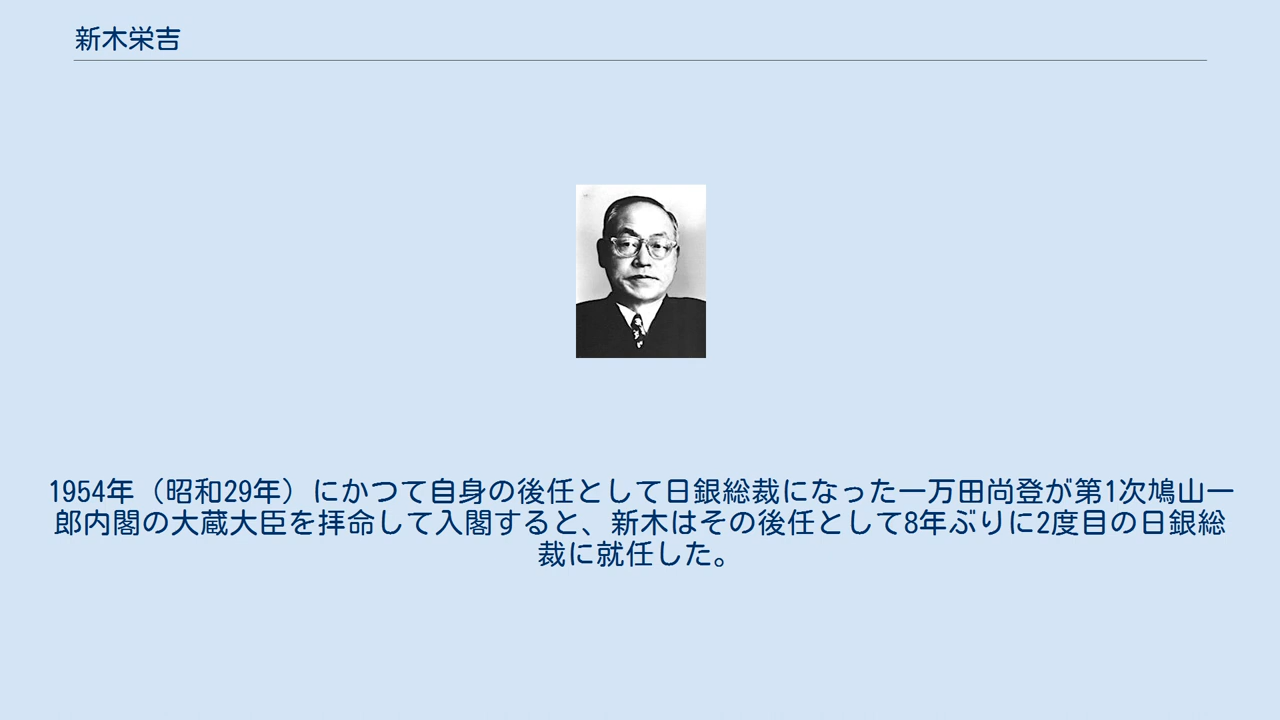 新木栄吉
1954年（昭和29年）にかつて自身の後任として日銀総裁になった一万田尚登が第1次鳩山一
郎内閣の大蔵大臣を拝命して入閣すると、新木はその後任として8年ぶりに2度目の日銀総
裁に就任した。